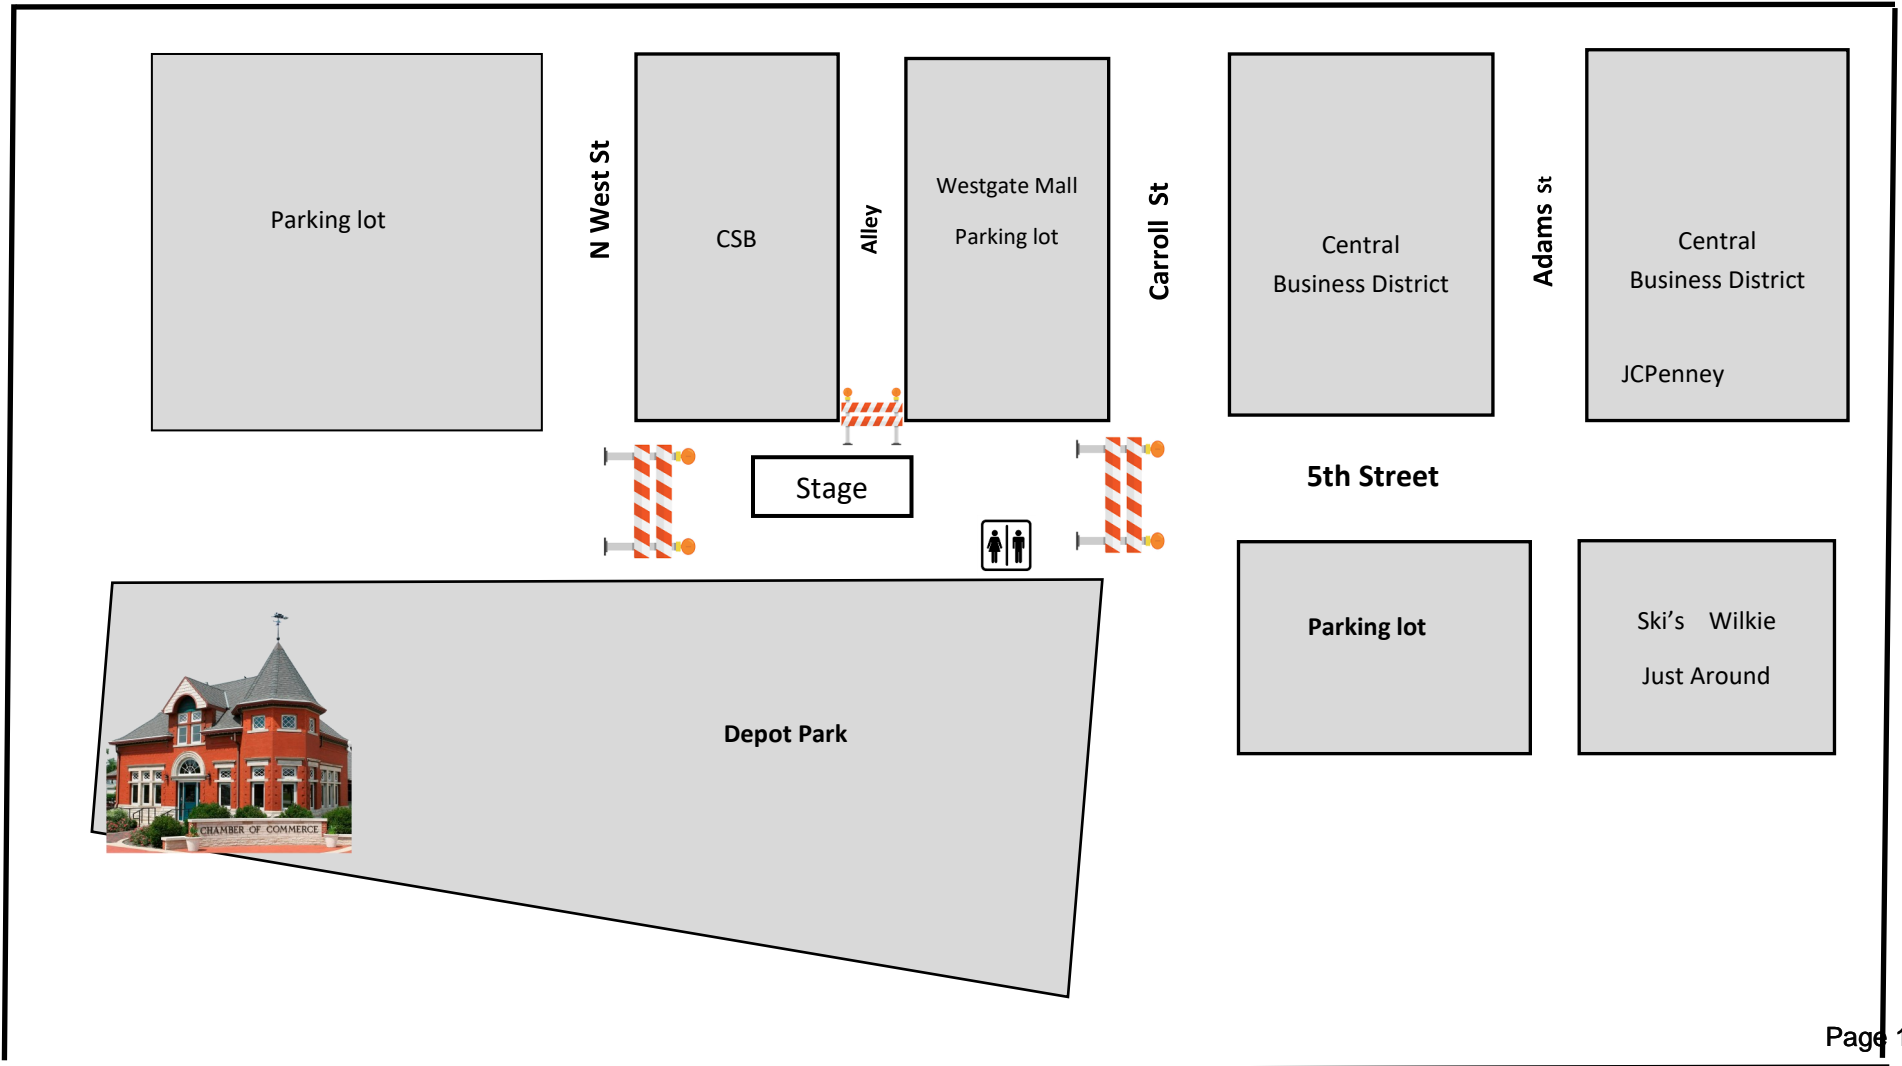 Parking lot
N West St
CSB
Alley
Westgate Mall
Parking lot
Carroll St
Central
Business District
Adams St
Central
Business District
JCPenney
Stage
5th Street
Parking lot
Ski’s Wilkie
Just Around
Depot Park
CHAMBER OF COMMERCE
Page 1